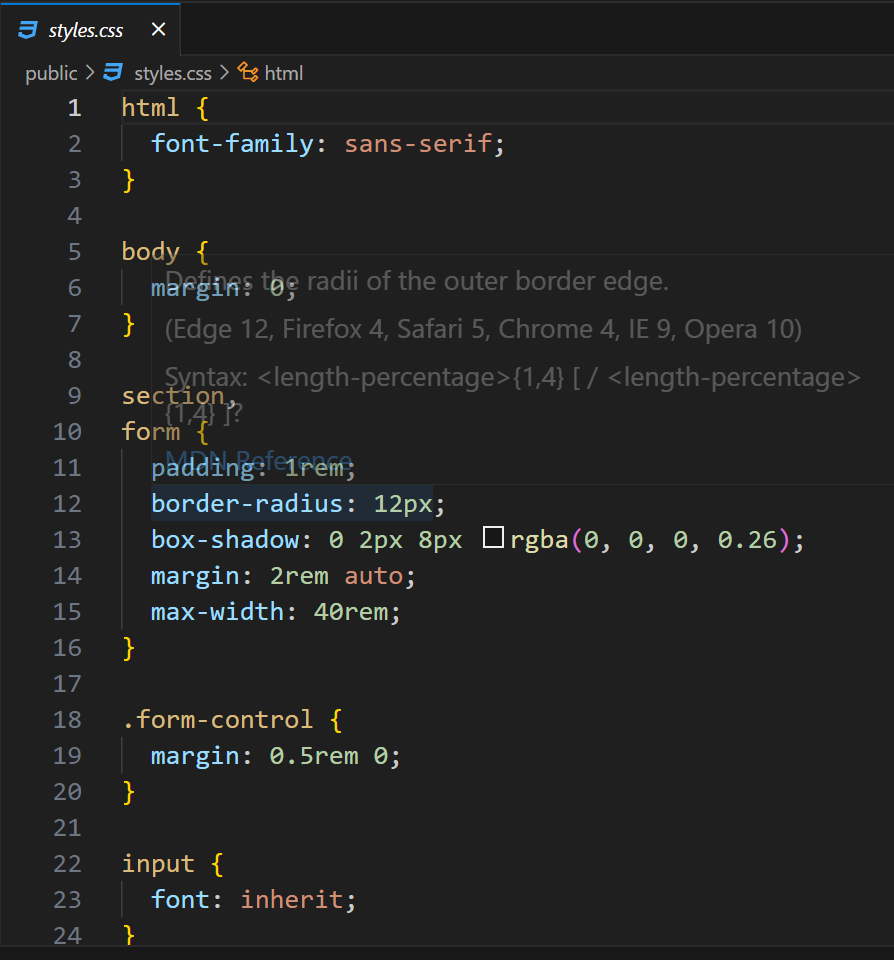 styles.css
public > styles.css > html
1 html {
2   font-family: sans-serif;
3 }
4
5 body {
6   margin: 0;
7 }
8
9 section,
10 form {
11   padding: 1rem;
12   border-radius: 12px;
13   box-shadow: 0 2px 8px rgba(0, 0, 0, 0.26);
14   margin: 2rem auto;
15   max-width: 40rem;
16 }
17
18 .form-control {
19   margin: 0.5rem 0;
20 }
21
22 input {
23   font: inherit;
24 }
Defines the radii of the outer border edge.
(Edge 12, Firefox 4, Safari 5, Chrome 4, IE 9, Opera 10)
Syntax: <length-percentage>{1,4} [ / <length-percentage>
{1,4} ]?
MDN Reference